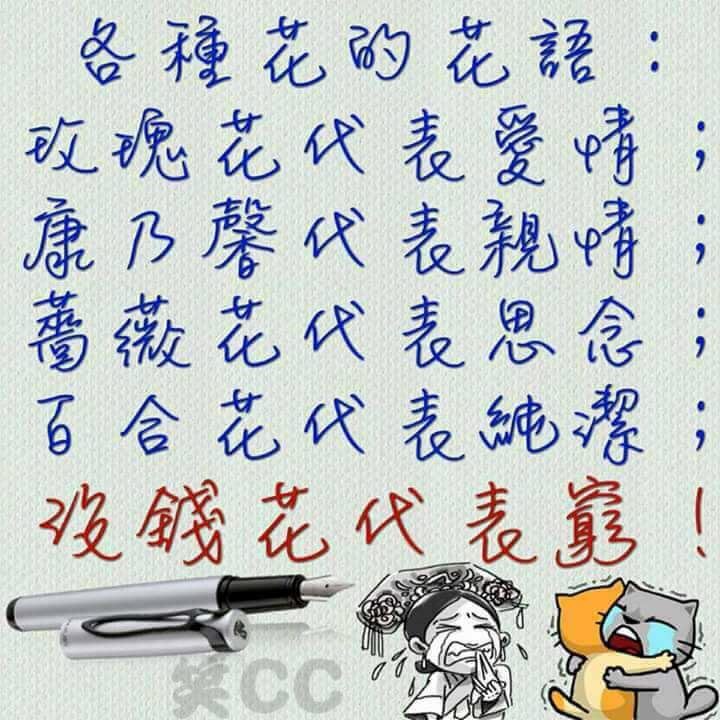 各種花的花語：
玫瑰花代表愛情；
康乃馨代表親情；
薔薇花代表思念；
百合花代表純潔；
沒錢花代表窮！
笑CC